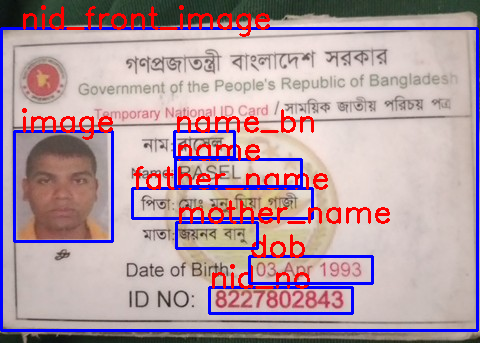 nid_front_image
গণপ্রজাতন্ত্রী বাংলাদেশ সরকার
Government of the People's Republic of Bangladesh
Temporary National ID Card / সাময়িক জাতীয় পরিচয় পত্র
image
name_bn
নাম: রাসেল
name
Name: RASEL
father_name
পিতা: মোঃ মনু মিয়া গাজী
mother_name
মাতা: জয়নব বানু
dob
Date of Birth: 03 Apr 1993
nid_no
ID NO: 8227802843